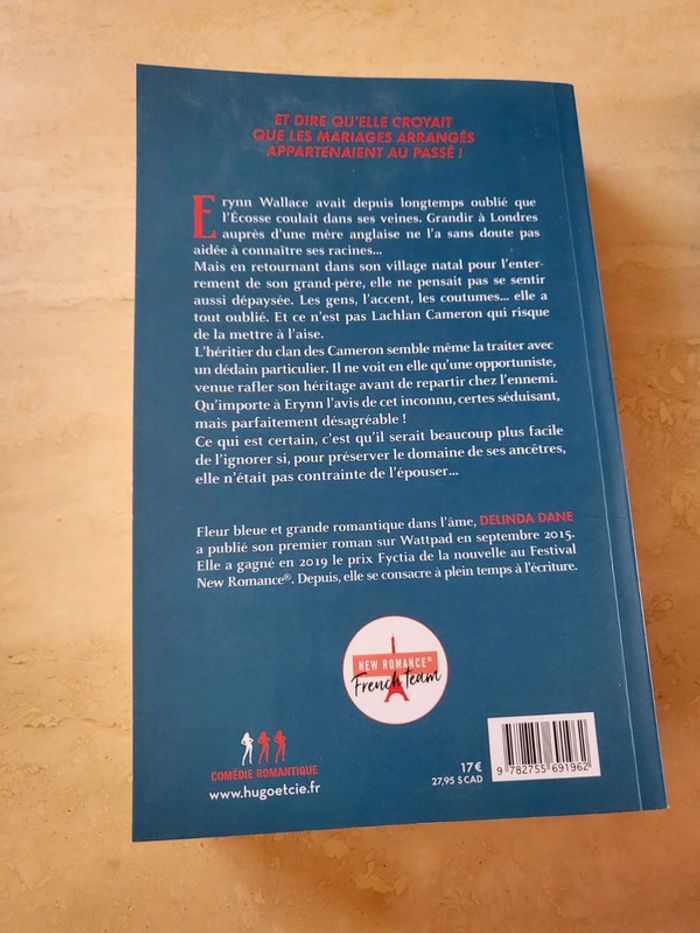 ET DIRE QU'ELLE CROYAIT
QUE LES MARIAGES ARRANGÉS
APPARTENAIENT AU PASSÉ !
Erynn Wallace avait depuis longtemps oublié que
l'Écosse coulait dans ses veines. Grandir à Londres
auprès d'une mère anglaise ne l'a sans doute pas
aidée à connaître ses racines...
Mais en retournant dans son village natal pour l'enter-
rement de son grand-père, elle ne pensait pas se sentir
aussi dépaysée. Les gens, l'accent, les coutumes... elle a
tout oublié. Et ce n'est pas Lachlan Cameron qui risque
de la mettre à l'aise.
L'héritier du clan des Cameron semble même la traiter avec
un dédain particulier. Il ne voit en elle qu'une opportuniste,
venue rafler son héritage avant de repartir chez l'ennemi.
Qu'importe à Erynn l'avis de cet inconnu, certes séduisant,
mais parfaitement désagréable !
Ce qui est certain, c'est qu'il serait beaucoup plus facile
de l'ignorer si, pour préserver le domaine de ses ancêtres,
elle n'était pas contrainte de l'épouser...
Fleur bleue et grande romantique dans l'âme, DELINDA DANE
a publié son premier roman sur Wattpad en septembre 2015.
Elle a gagné en 2019 le prix Fyctia de la nouvelle au Festival
New Romance®. Depuis, elle se consacre à plein temps à l'écriture.
NEW ROMANCE®
French team
COMÉDIE ROMANTIQUE
www.hugoetcie.fr
17 €
27,95 $ CAD
9 782755 691962